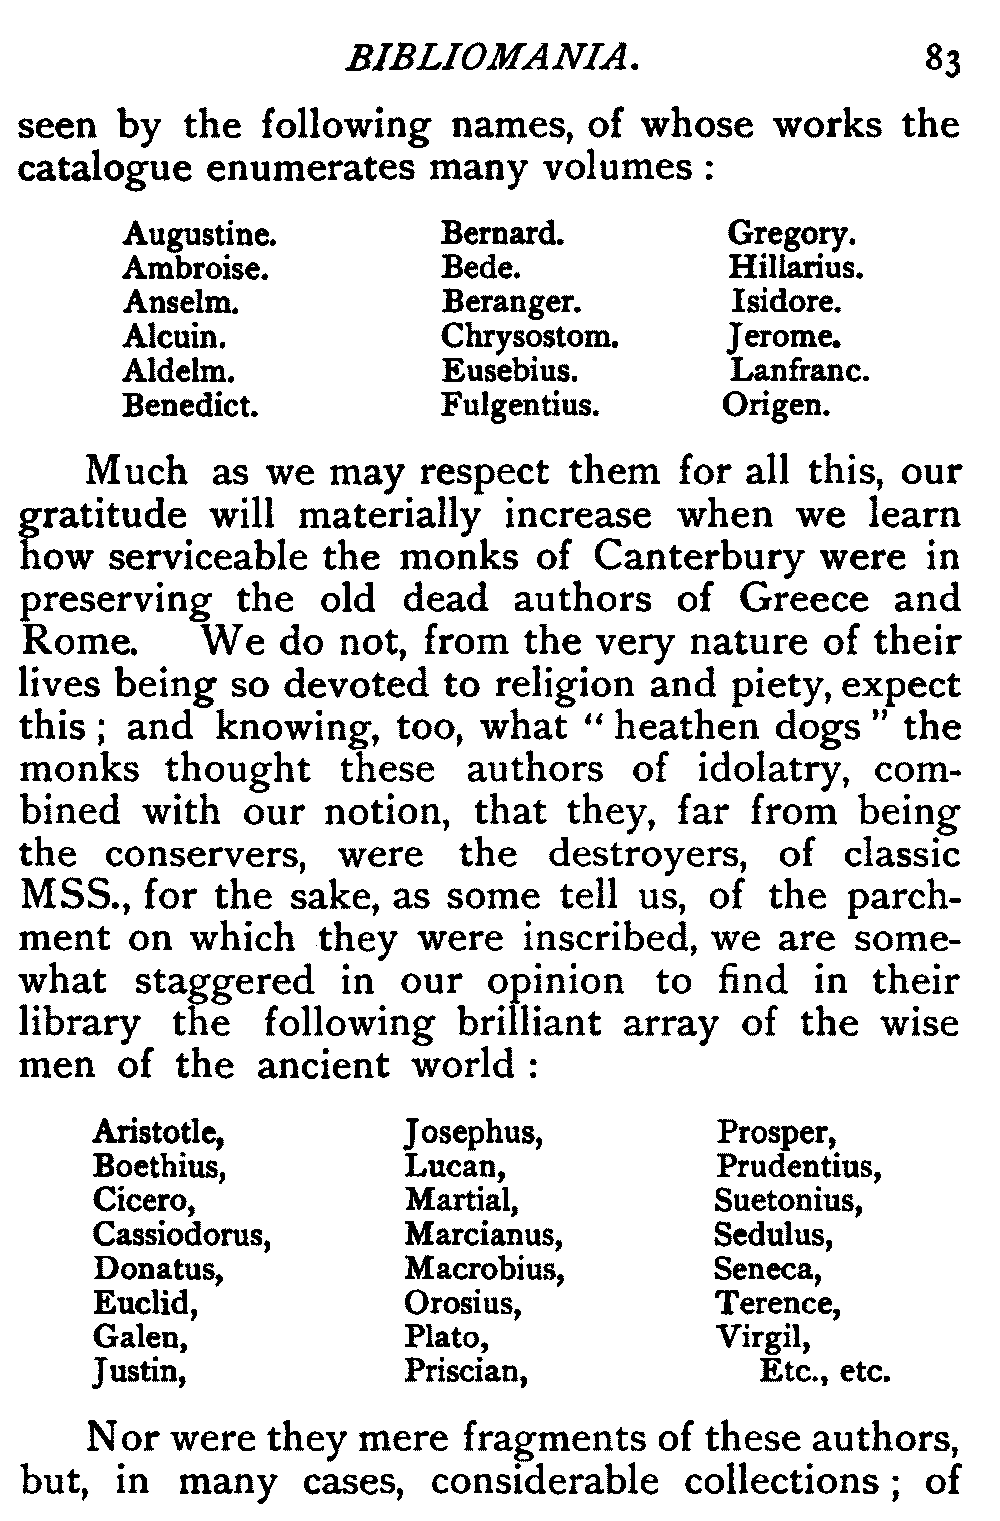 BIBLIOMANIA. 83
seen by the following names, of whose works the
catalogue enumerates many volumes :
Augustine. Bernard. Gregory.
Ambroise. Bede. Hillarius.
Anselm. Beranger. Isidore.
Alcuin. Chrysostom. Jerome.
Aldelm. Eusebius. Lanfranc.
Benedict. Fulgentius. Origen.
Much as we may respect them for all this, our
gratitude will materially increase when we learn
how serviceable the monks of Canterbury were in
preserving the old dead authors of Greece and
Rome. We do not, from the very nature of their
lives being so devoted to religion and piety, expect
this ; and knowing, too, what “ heathen dogs ” the
monks thought these authors of idolatry, com-
bined with our notion, that they, far from being
the conservers, were the destroyers, of classic
MSS., for the sake, as some tell us, of the parch-
ment on which they were inscribed, we are some-
what staggered in our opinion to find in their
library the following brilliant array of the wise
men of the ancient world :
Aristotle, Josephus, Prosper,
Boethius, Lucan, Prudentius,
Cicero, Martial, Suetonius,
Cassiodorus, Marcianus, Sedulus,
Donatus, Macrobius, Seneca,
Euclid, Orosius, Terence,
Galen, Plato, Virgil,
Justin, Priscian, Etc., etc.
Nor were they mere fragments of these authors,
but, in many cases, considerable collections ; of